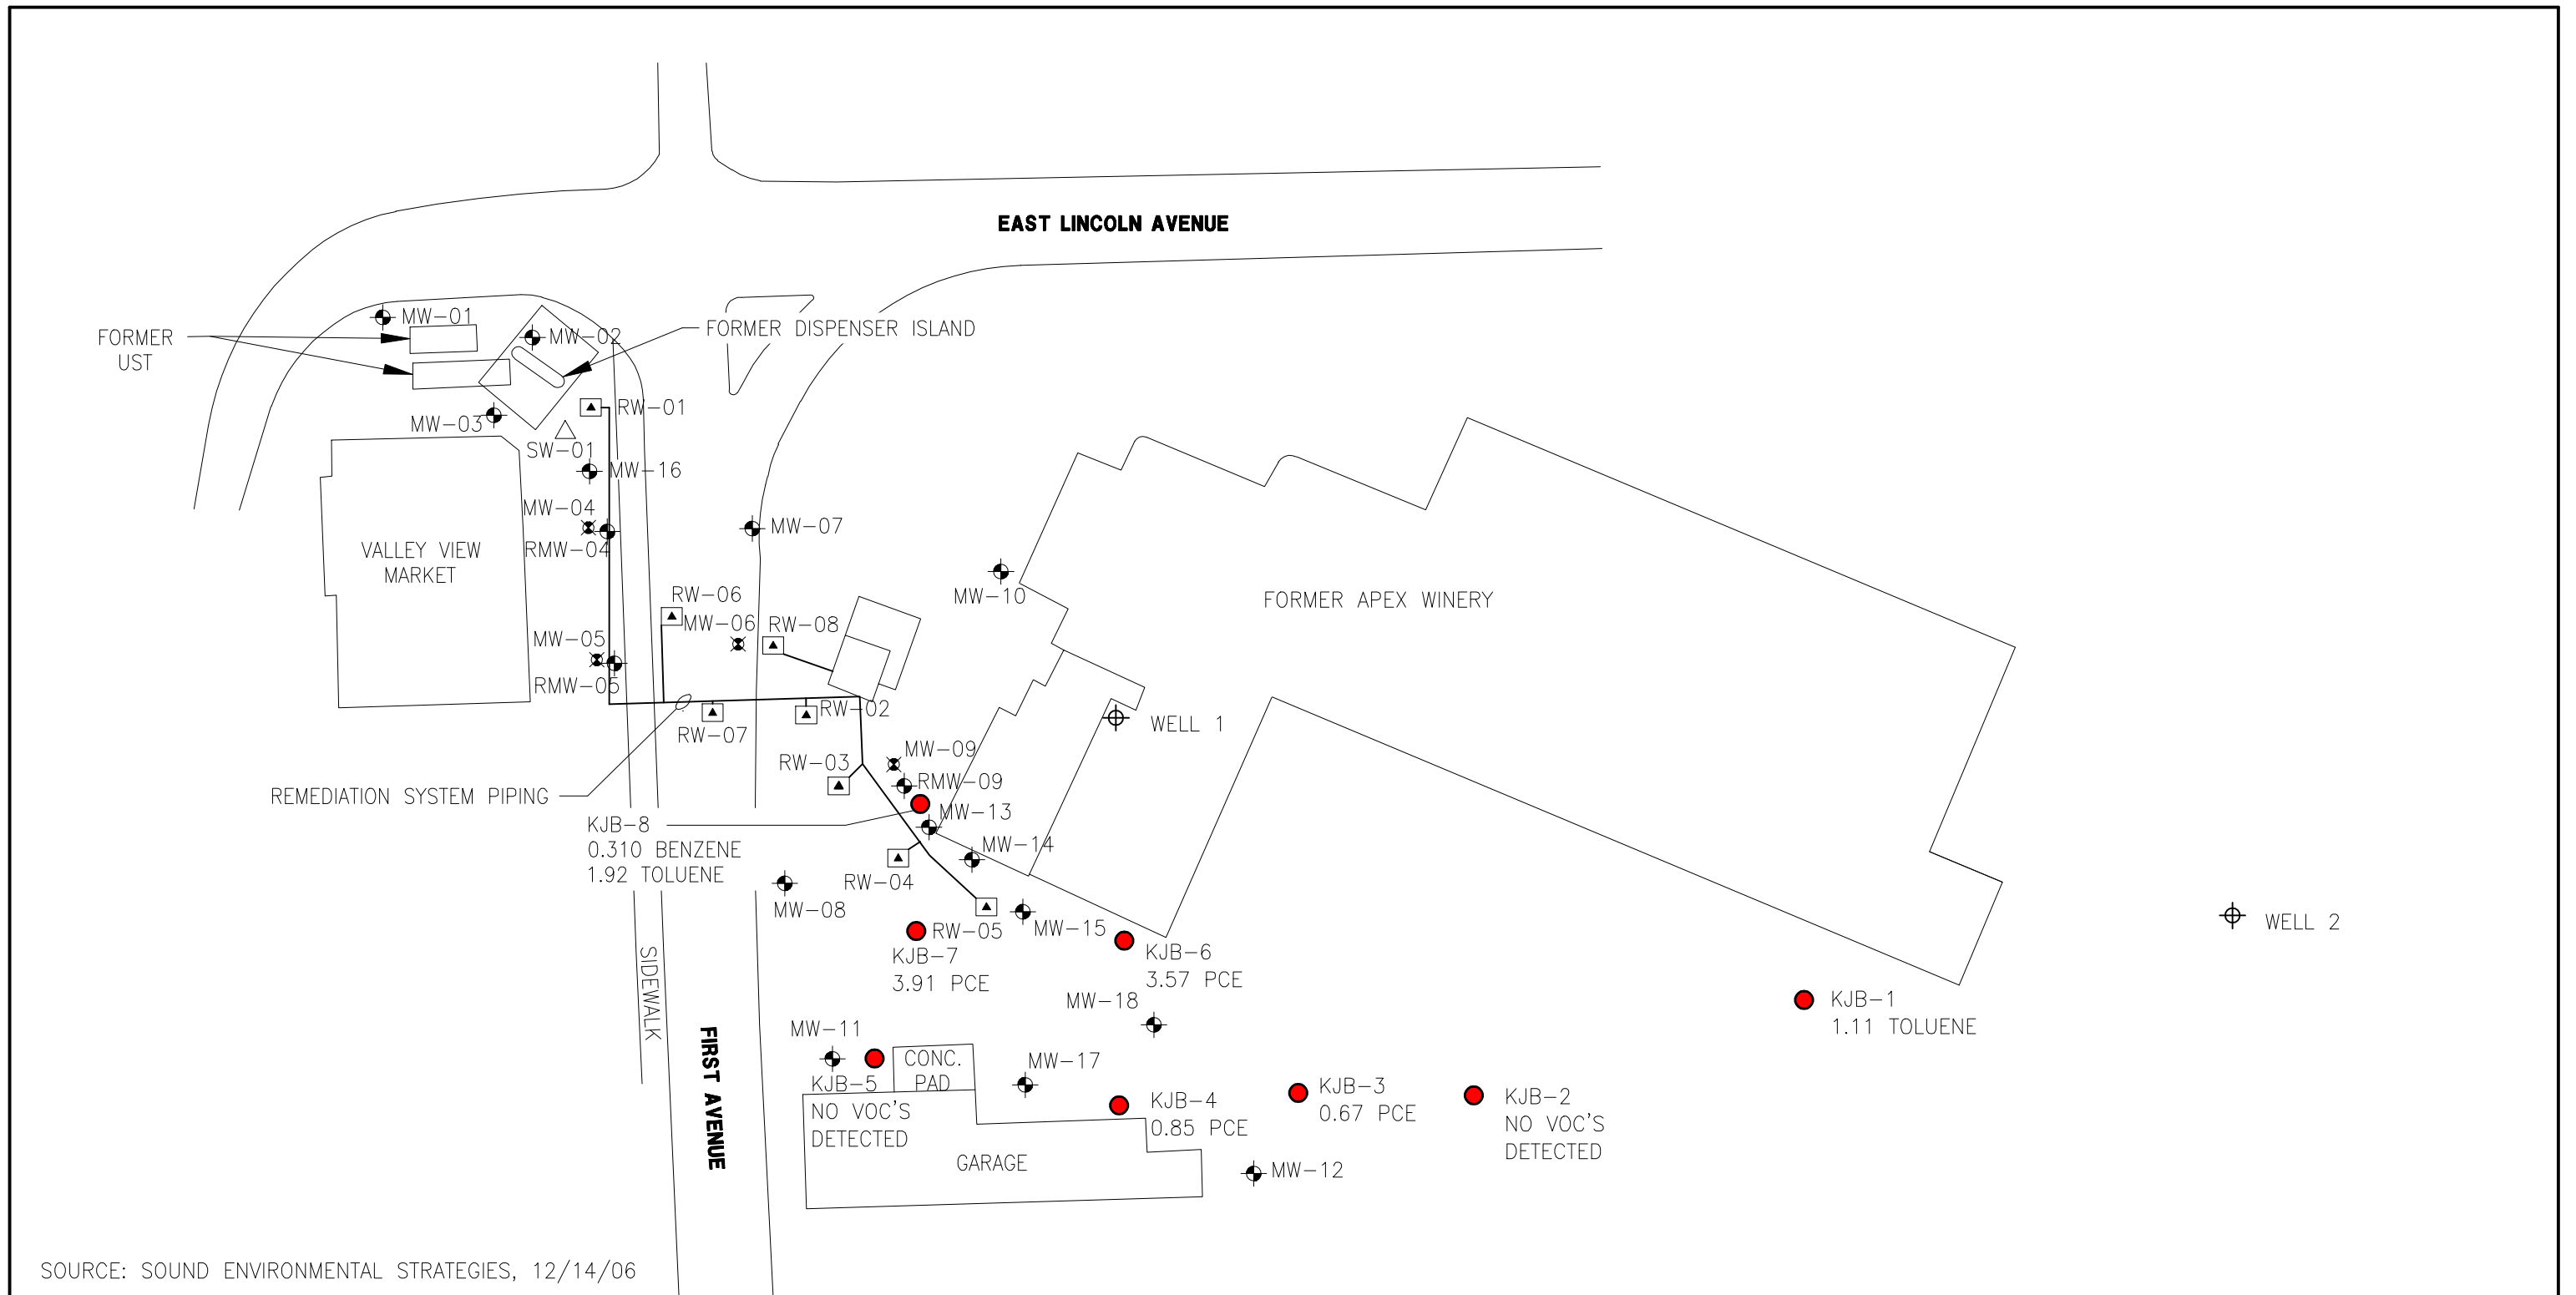 EAST LINCOLN AVENUE
MW-01
FORMER
UST
MW-02
FORMER DISPENSER ISLAND
RW-01
MW-03
SW-01
MW-16
MW-04
RMW-04
MW-07
VALLEY VIEW
MARKET
MW-10
FORMER APEX WINERY
RW-06
MW-06
RW-08
MW-05
RMW-05
RW-02
RW-07
WELL 1
MW-09
RW-03
RMW-09
REMEDIATION SYSTEM PIPING
MW-13
KJB-8
0.310 BENZENE
1.92 TOLUENE
MW-14
RW-04
MW-08
MW-15
RW-05
WELL 2
KJB-7
3.91 PCE
KJB-6
3.57 PCE
SIDEWALK
MW-18
KJB-1
1.11 TOLUENE
FIRST AVENUE
MW-11
CONC.
PAD
KJB-5
NO VOC'S
DETECTED
MW-17
KJB-4
0.85 PCE
KJB-3
0.67 PCE
KJB-2
NO VOC'S
DETECTED
GARAGE
MW-12
SOURCE: SOUND ENVIRONMENTAL STRATEGIES, 12/14/06